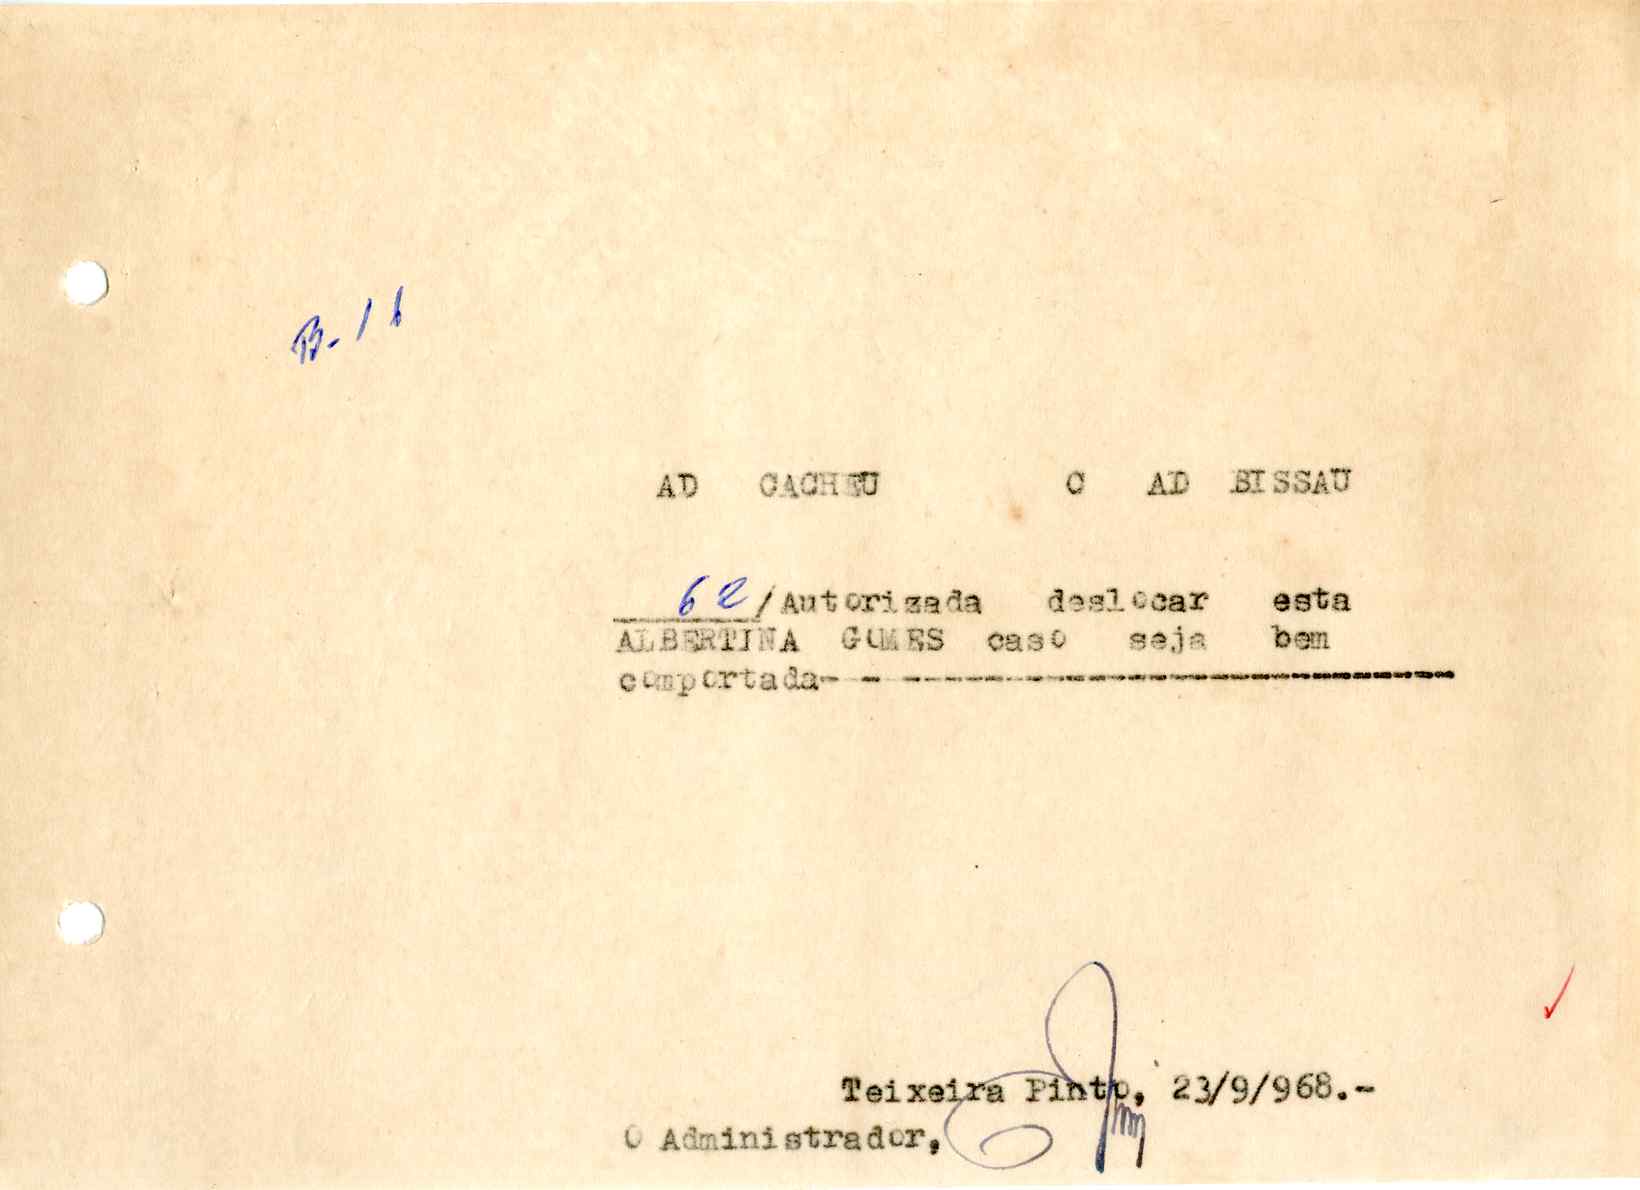 B-16
AD CACHEU C AD BISSAU
62/Autorizada deslocar esta
ALBERTINA GOMES caso seja bem
comportada- - - - - - - - - - - - - - - - - - - - - - - - -
Teixeira Pinto, 23/9/968.-
O Administrador,